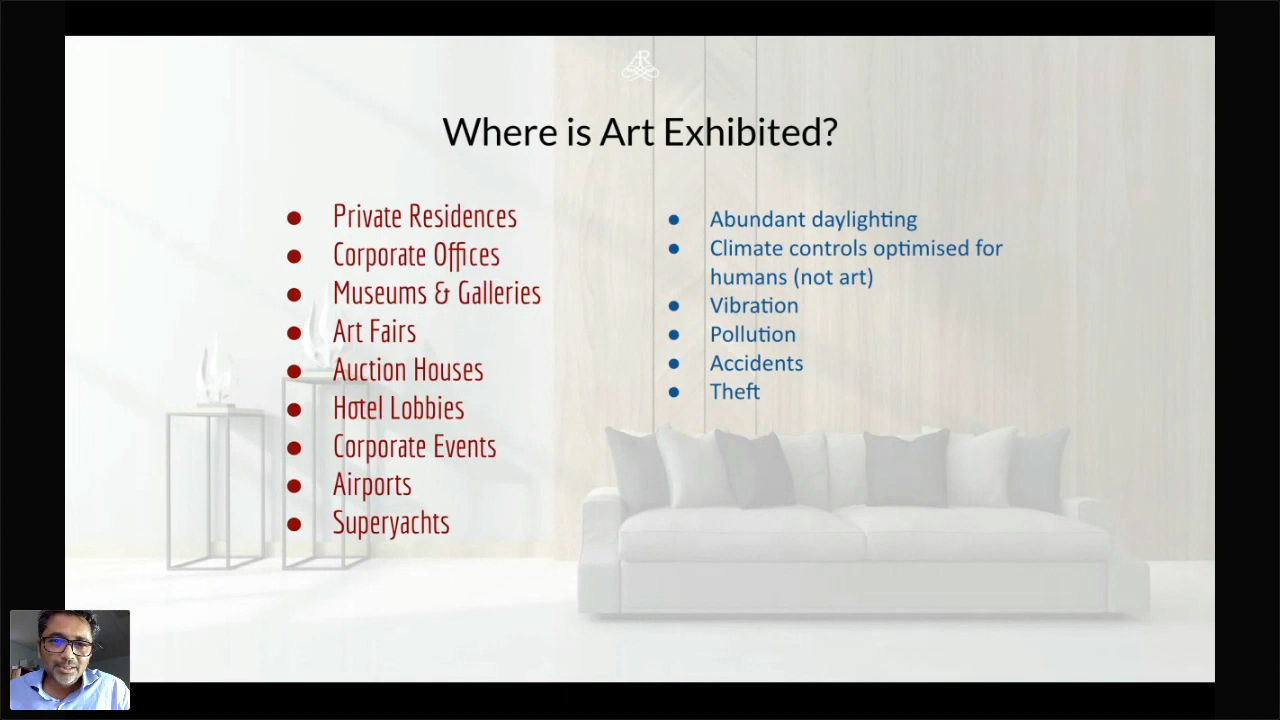 Where is Art Exhibited?
Private Residences
Corporate Offices
Museums & Galleries
Art Fairs
Auction Houses
Hotel Lobbies
Corporate Events
Airports
Superyachts
Abundant daylighting
Climate controls optimised for
humans (not art)
Vibration
Pollution
Accidents
Theft